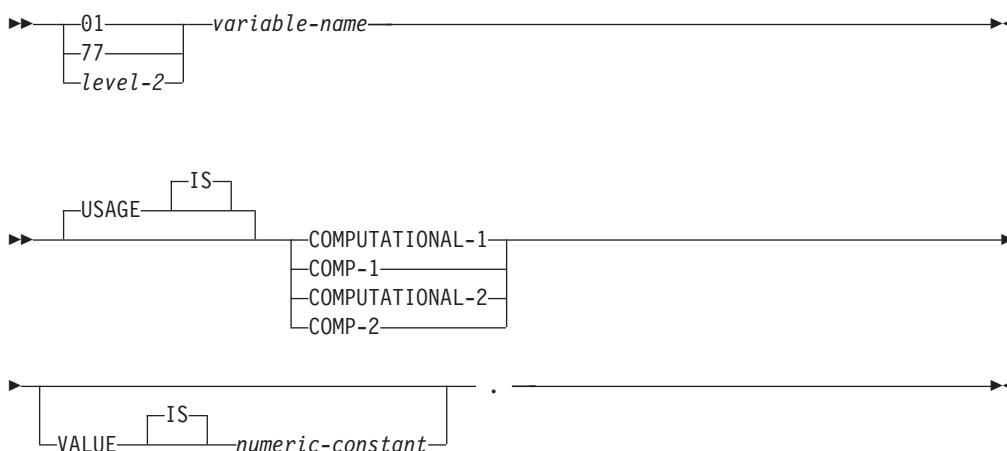 01 variable-name
77
level-2
IS
USAGE
COMPUTATIONAL-1
COMP-1
COMPUTATIONAL-2
COMP-2
.
IS
VALUE numeric-constant